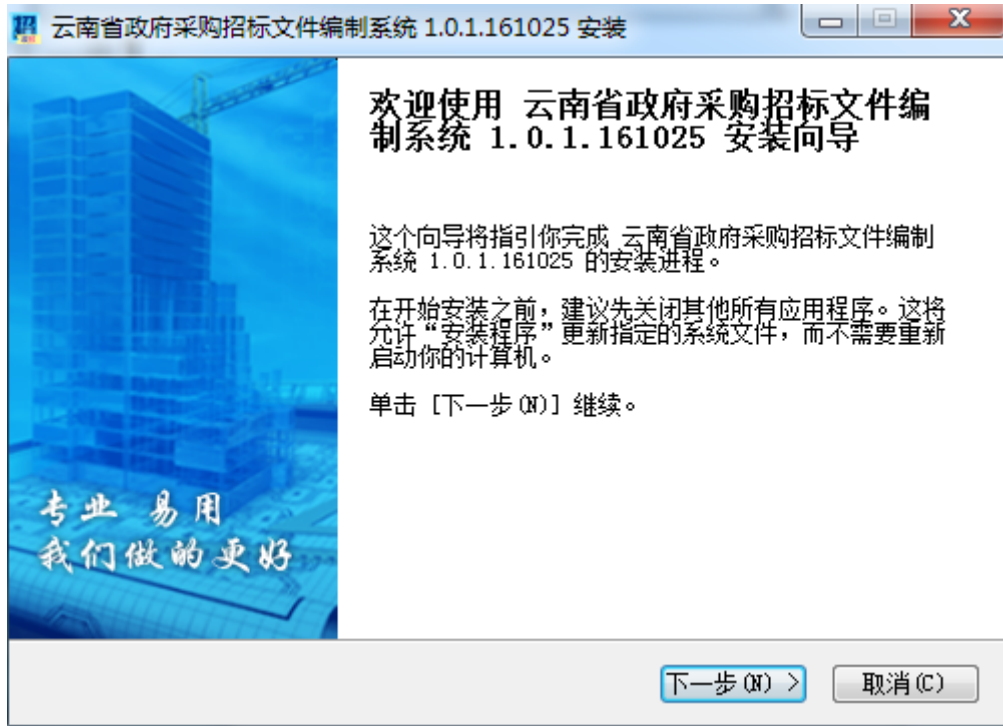 云南省政府采购招标文件编制系统 1.0.1.161025 安装
欢迎使用 云南省政府采购招标文件编
制系统 1.0.1.161025 安装向导
这个向导将指引你完成 云南省政府采购招标文件编制
系统 1.0.1.161025 的安装进程。
在开始安装之前，建议先关闭其他所有应用程序。这将
允许“安装程序”更新指定的系统文件，而不需要重新
启动你的计算机。
单击 [下一步(N)] 继续。
专业 易用
我们做的更好
下一步(N) >
取消(C)